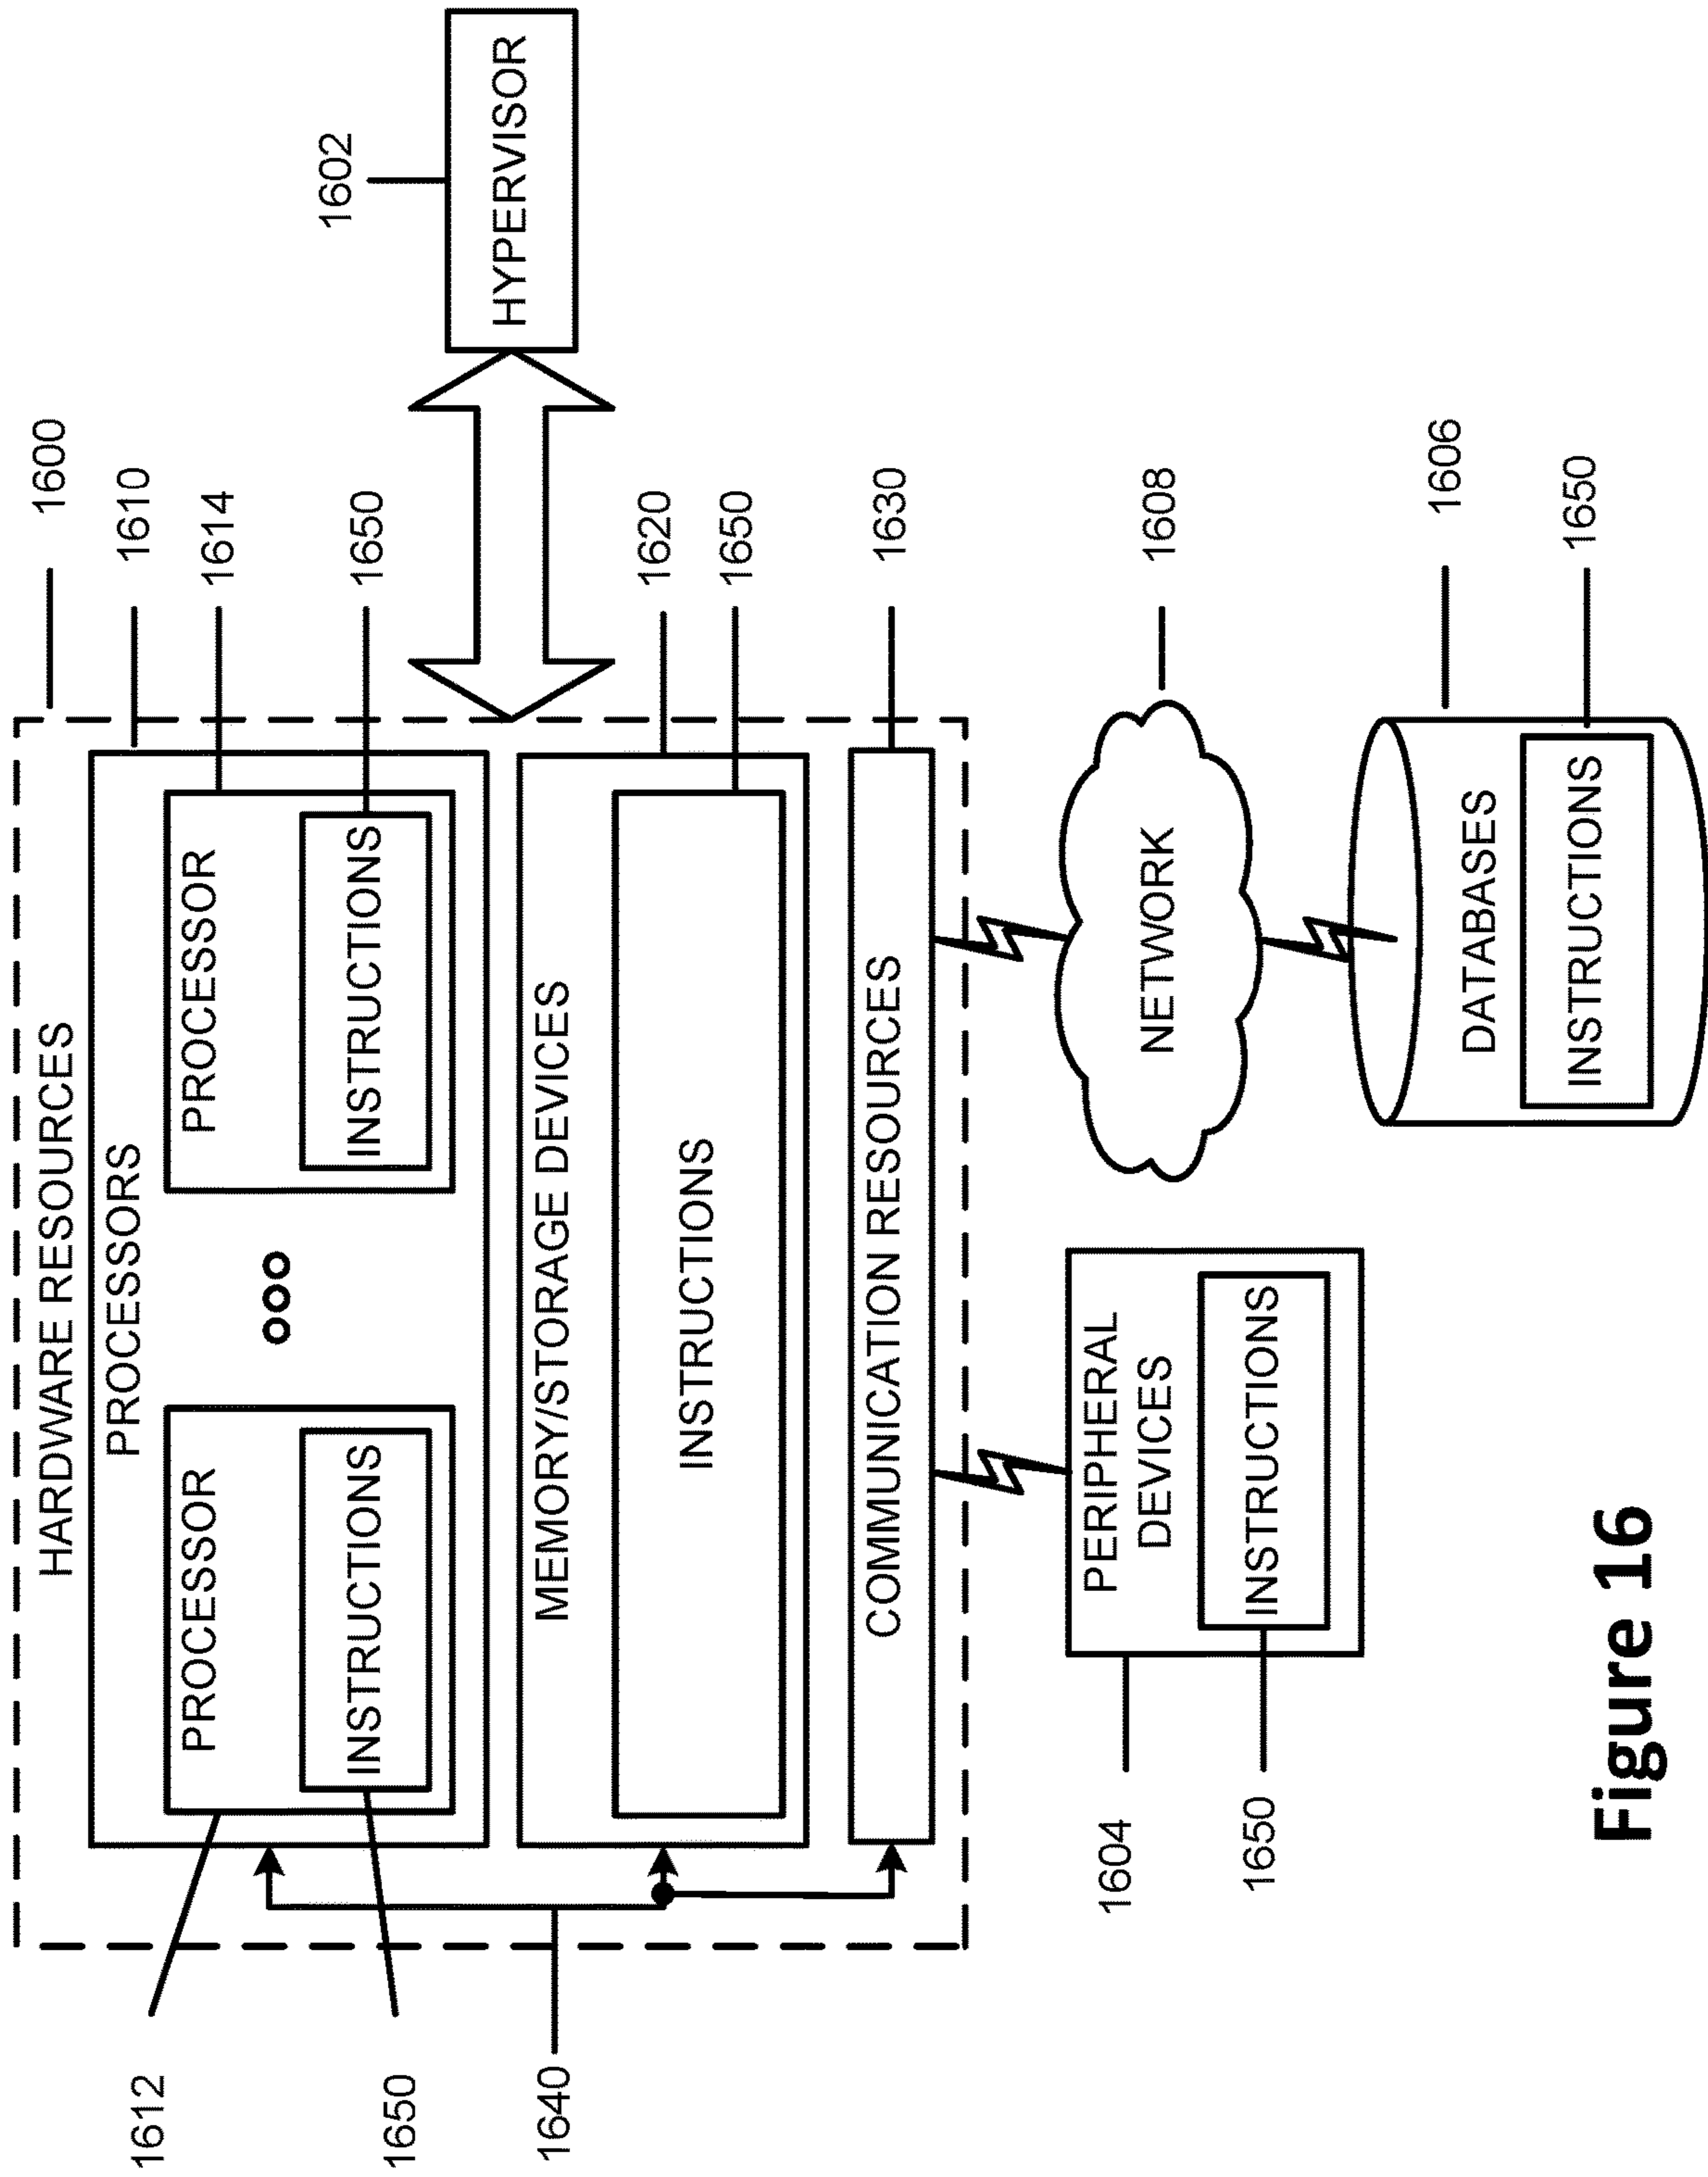 HARDWARE RESOURCES
1600
PROCESSORS
1610
PROCESSOR
PROCESSOR
1612
1614
INSTRUCTIONS
INSTRUCTIONS
1650
1650
1602
HYPERVISOR
MEMORY/STORAGE DEVICES
1640
1620
INSTRUCTIONS
1650
COMMUNICATION RESOURCES
1630
1604
PERIPHERAL
DEVICES
INSTRUCTIONS
1650
NETWORK
1608
1606
DATABASES
INSTRUCTIONS
1650
Figure 16